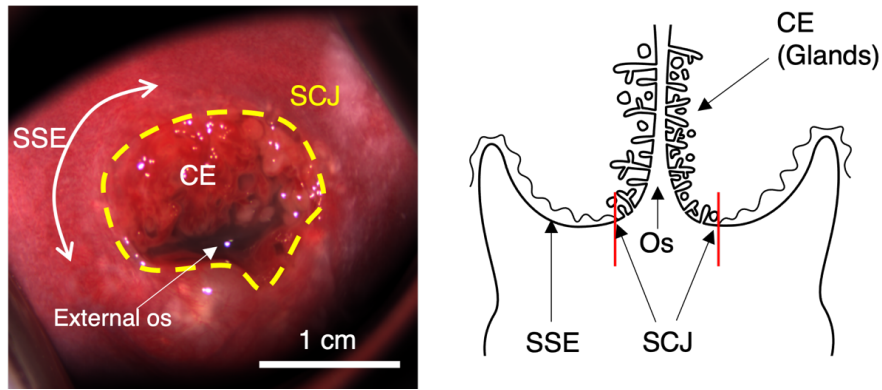 SCJ
SSE
CE
External os
1 cm
CE
(Glands)
Os
SSE
SCJ